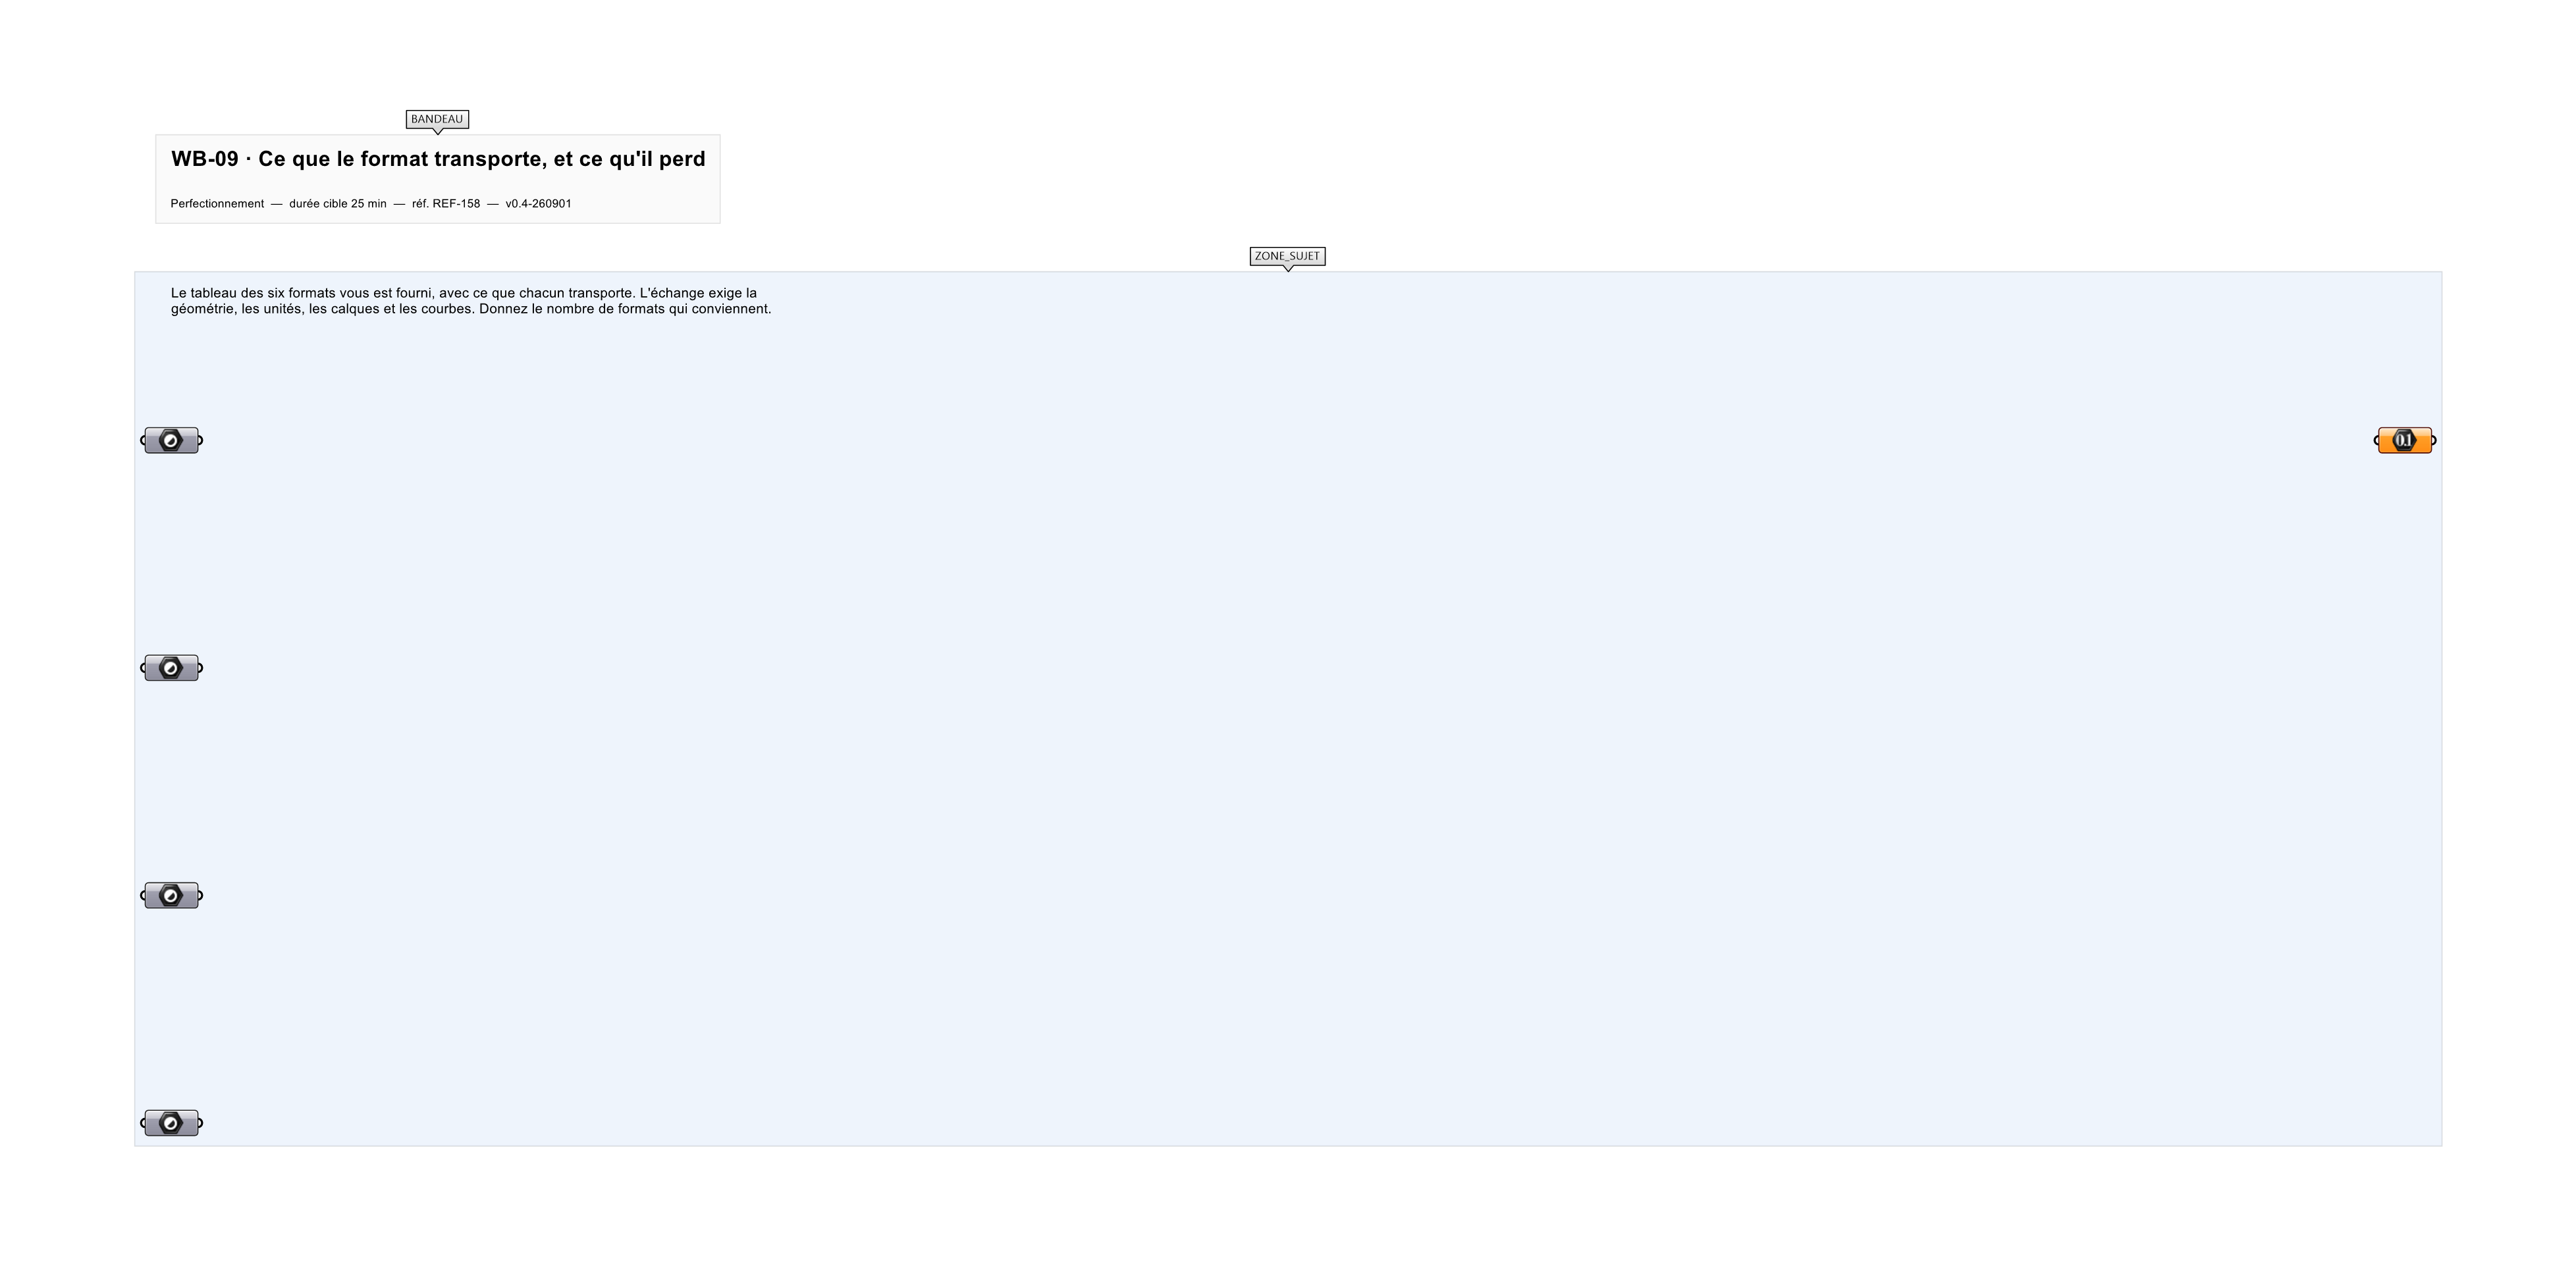 BANDEAU
WB-09 · Ce que le format transporte, et ce qu'il perd
Perfectionnement — durée cible 25 min — réf. REF-158 — v0.4-260901
ZONE_SUJET
Le tableau des six formats vous est fourni, avec ce que chacun transporte. L'échange exige la
géométrie, les unités, les calques et les courbes. Donnez le nombre de formats qui conviennent.
0.1